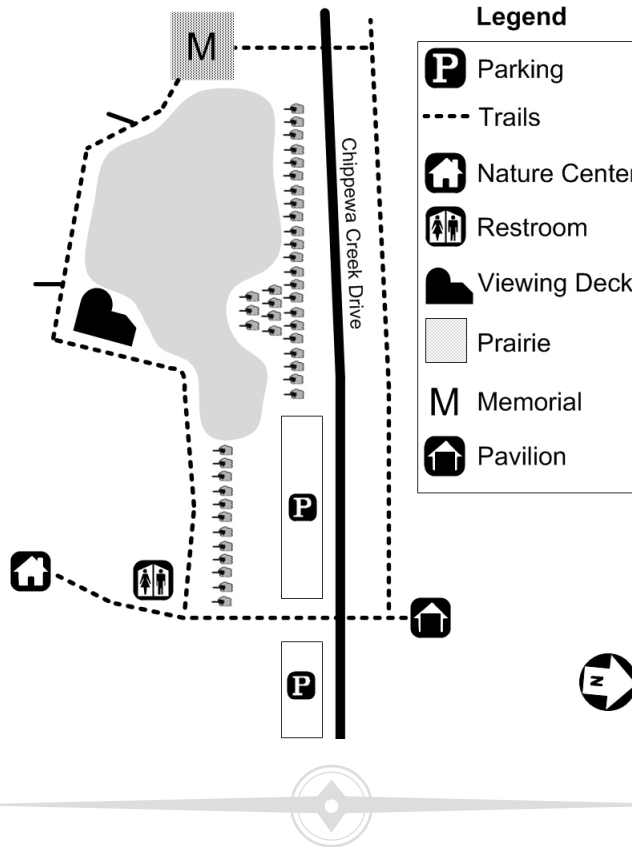 Legend
M
P
Parking
Trails
Nature Center
Restroom
Viewing Deck
Prairie
M
Memorial
Pavilion
Chippewa Creek Drive
P
P
N